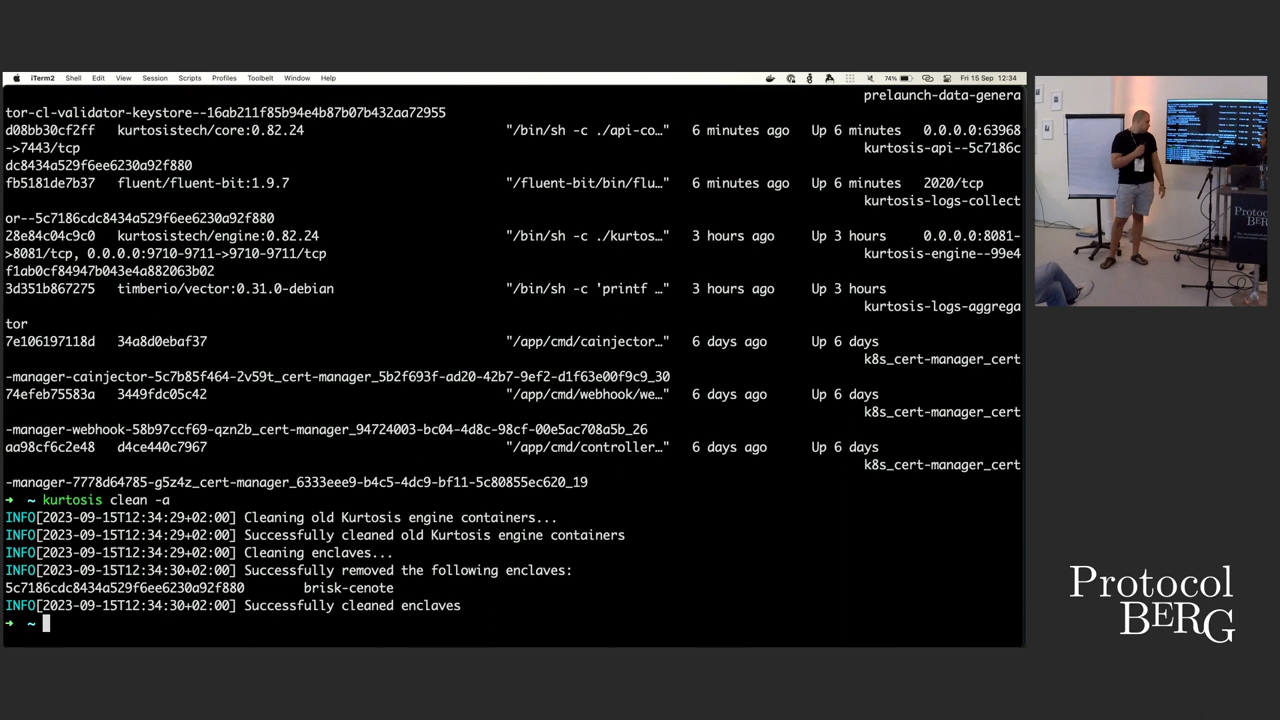 iTerm2 Shell Edit View Session Scripts Profiles Toolbelt Window Help 74% Fri 15 Sep 12:34
prelaunch-data-genera
tor-cl-validator-keystore--16ab211f85b94e4b87b07b432aa72955
d08bb30cf2ff kurtosistech/core:0.82.24 "/bin/sh -c ./api-co…" 6 minutes ago Up 6 minutes 0.0.0.0:63968
->7443/tcp kurtosis-api--5c7186c
dc8434a529f6ee6230a92f880
fb5181de7b37 fluent/fluent-bit:1.9.7 "/fluent-bit/bin/flu…" 6 minutes ago Up 6 minutes 2020/tcp
kurtosis-logs-collect
or--5c7186cdc8434a529f6ee6230a92f880
28e84c04c9c0 kurtosistech/engine:0.82.24 "/bin/sh -c ./kurtos…" 3 hours ago Up 3 hours 0.0.0.0:8081-
>8081/tcp, 0.0.0.0:9710-9711->9710-9711/tcp kurtosis-engine--99e4
f1ab0cf84947b043e4a882063b02
3d351b867275 timberio/vector:0.31.0-debian "/bin/sh -c 'printf …" 3 hours ago Up 3 hours
kurtosis-logs-aggrega
tor
7e106197118d 34a8d0ebaf37 "/app/cmd/cainjector…" 6 days ago Up 6 days
k8s_cert-manager_cert
-manager-cainjector-5c7b85f464-2v59t_cert-manager_5b2f693f-ad20-42b7-9ef2-d1f63e00f9c9_30
74efeb75583a 3449fdc05c42 "/app/cmd/webhook/we…" 6 days ago Up 6 days
k8s_cert-manager_cert
-manager-webhook-58b97ccf69-qzn2b_cert-manager_94724003-bc04-4d8c-98cf-00e5ac708a5b_26
aa98cf6c2e48 d4ce440c7967 "/app/cmd/controller…" 6 days ago Up 6 days
k8s_cert-manager_cert
-manager-7778d64785-g5z4z_cert-manager_6333eee9-b4c5-4dc9-bf11-5c80855ec620_19
➜ ~ kurtosis clean -a
INFO[2023-09-15T12:34:29+02:00] Cleaning old Kurtosis engine containers...
INFO[2023-09-15T12:34:29+02:00] Successfully cleaned old Kurtosis engine containers
INFO[2023-09-15T12:34:29+02:00] Cleaning enclaves...
INFO[2023-09-15T12:34:30+02:00] Successfully removed the following enclaves:
5c7186cdc8434a529f6ee6230a92f880 brisk-cenote
INFO[2023-09-15T12:34:30+02:00] Successfully cleaned enclaves
➜ ~
Protocol
BERG